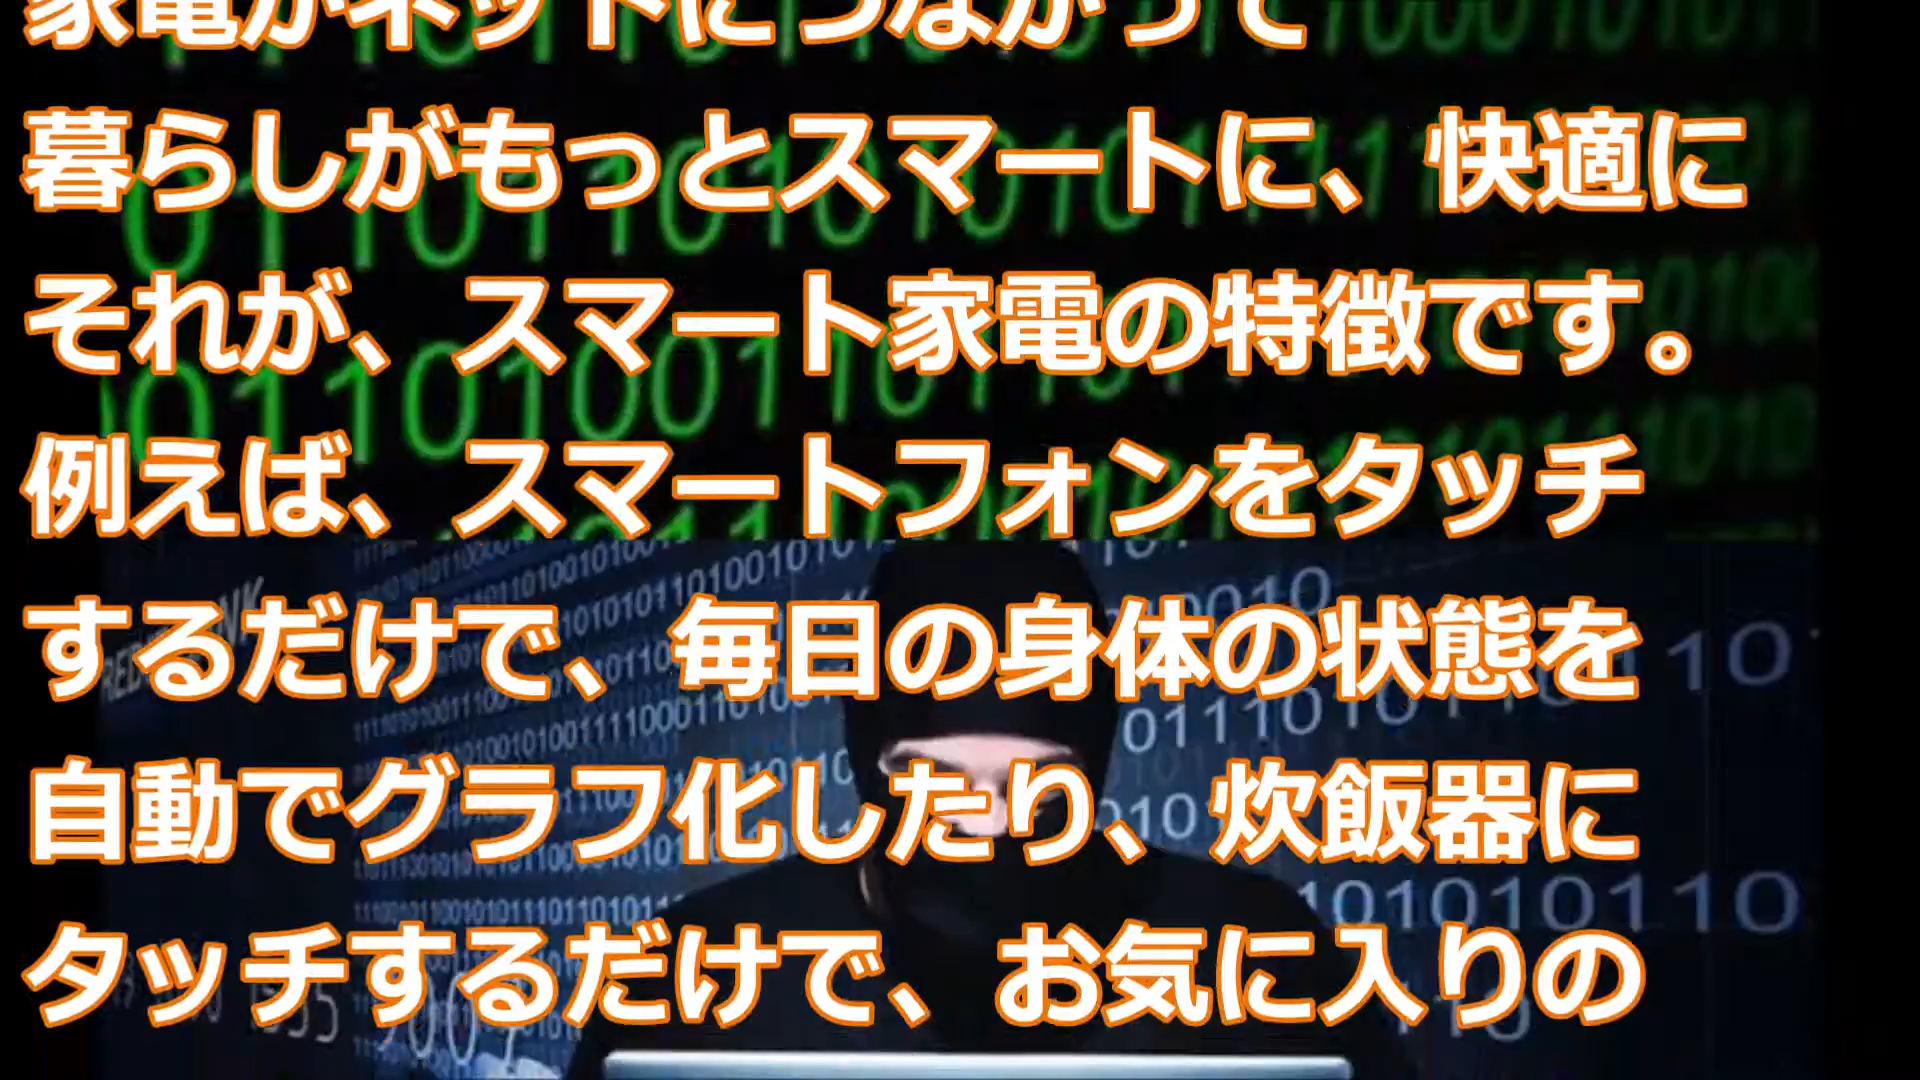 家電がネットにつながって
暮らしがもっとスマートに、快適に
それが、スマート家電の特徴です。
例えば、スマートフォンをタッチ
するだけで、毎日の身体の状態を
自動でグラフ化したり、炊飯器に
タッチするだけで、お気に入りの